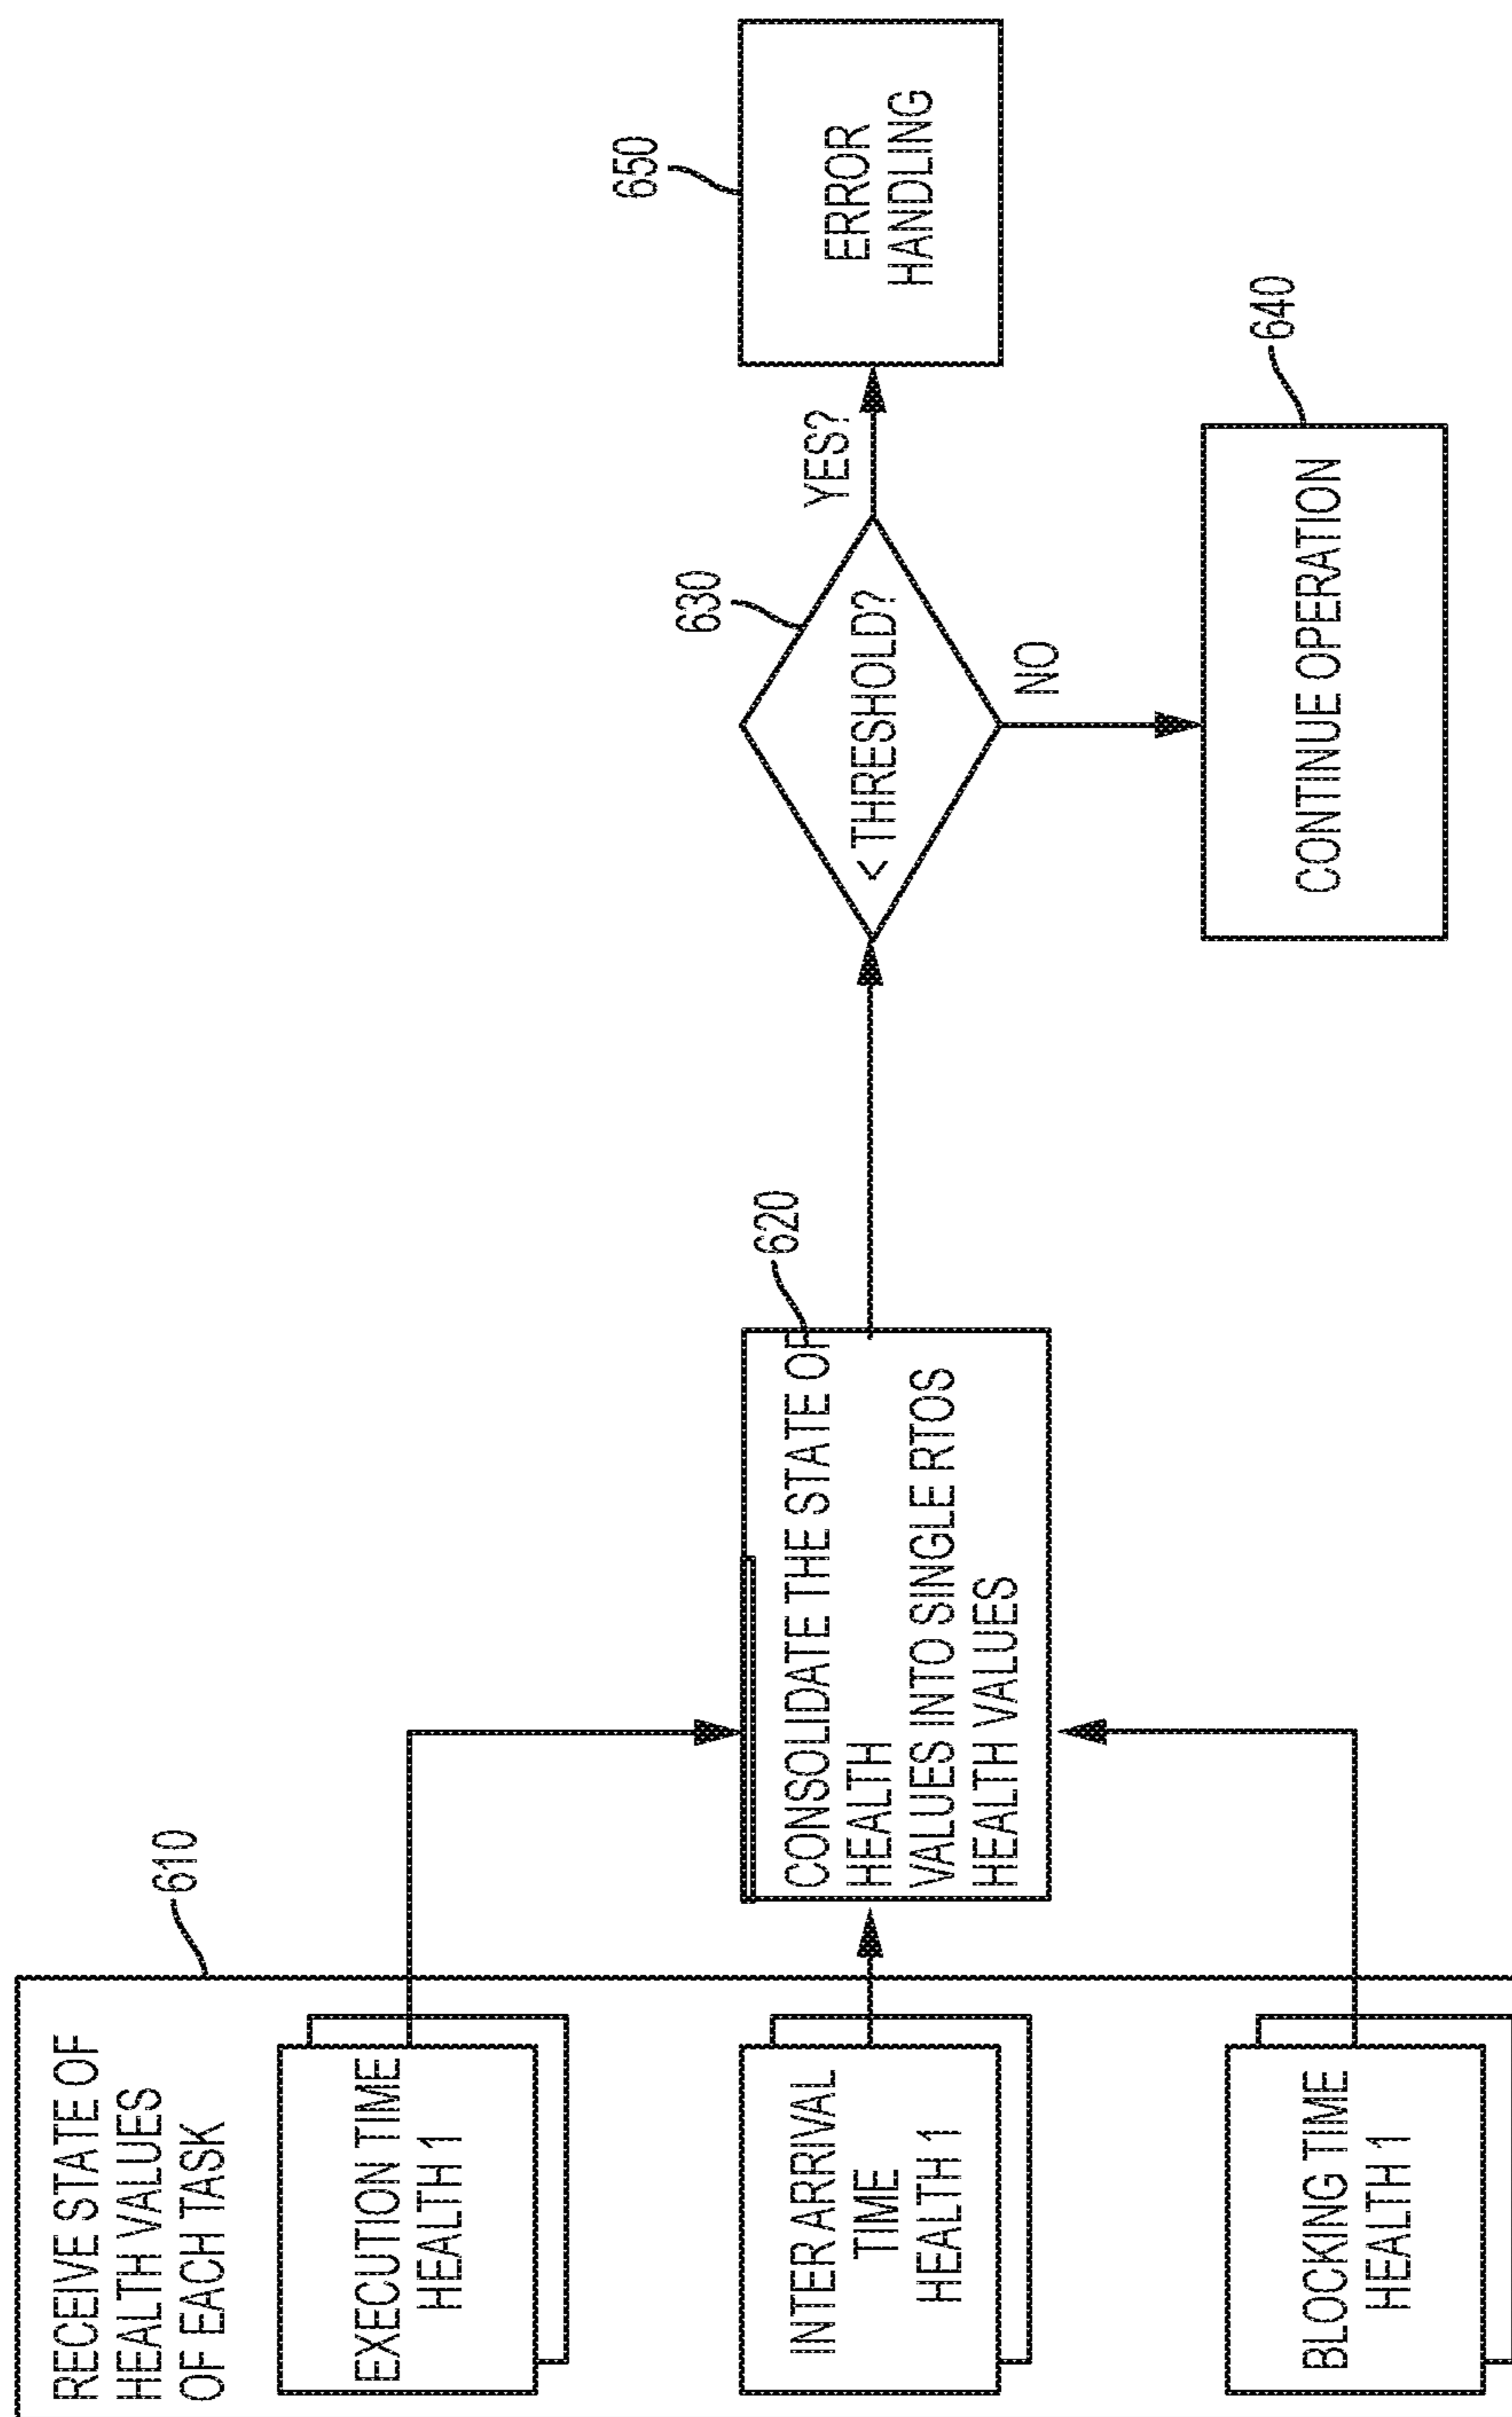 RECEIVE STATE OF
HEALTH VALUES
OF EACH TASK
610
EXECUTION TIME
HEALTH 1
INTER ARRIVAL
TIME
HEALTH 1
BLOCKING TIME
HEALTH 1
620
CONSOLIDATE THE STATE OF
HEALTH
VALUES INTO SINGLE RTOS
HEALTH VALUES
630
< THRESHOLD?
YES?
NO
650
ERROR
HANDLING
640
CONTINUE OPERATION